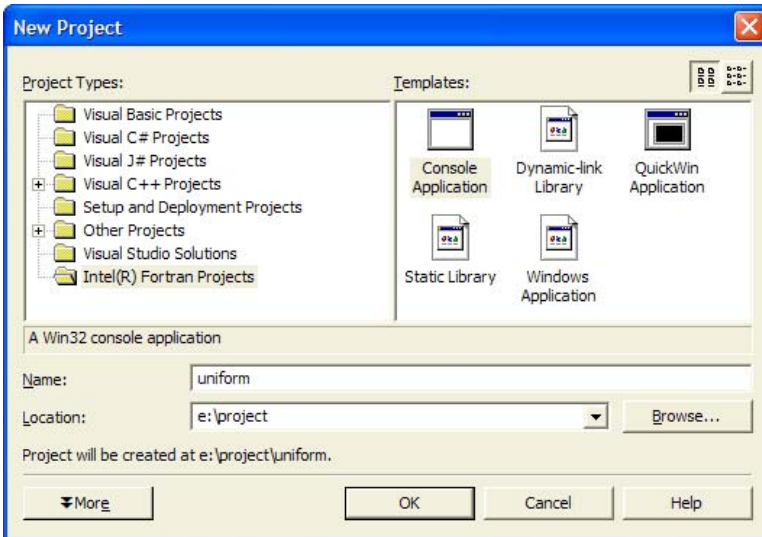 New Project
Project Types:
Templates:
Visual Basic Projects
Visual C# Projects
Visual J# Projects
Visual C++ Projects
Setup and Deployment Projects
Other Projects
Visual Studio Solutions
Intel(R) Fortran Projects
Console
Application
Dynamic-link
Library
QuickWin
Application
Static Library
Windows
Application
A Win32 console application
Name:
uniform
Location:
e:\project
Browse...
Project will be created at e:\project\uniform.
More
OK
Cancel
Help